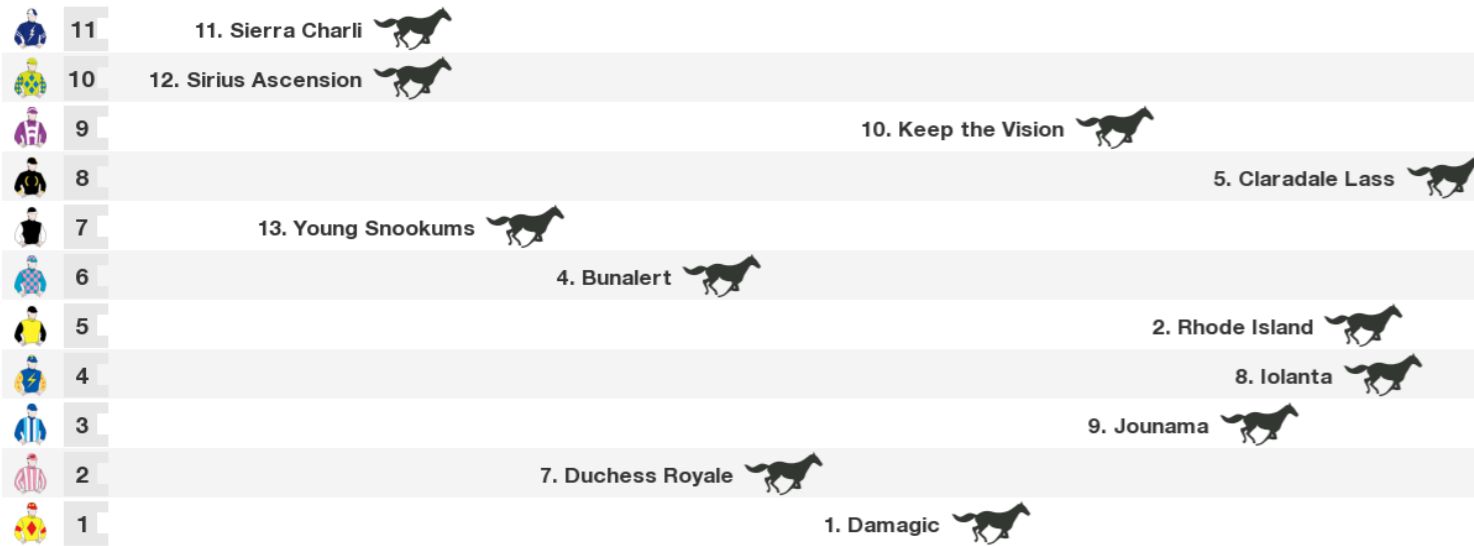 11 11. Sierra Charli
10 12. Sirius Ascension
9 10. Keep the Vision
8 5. Claradale Lass
7 13. Young Snookums
6 4. Bunalert
5 2. Rhode Island
4 8. Iolanta
3 9. Jounama
2 7. Duchess Royale
1 1. Damagic